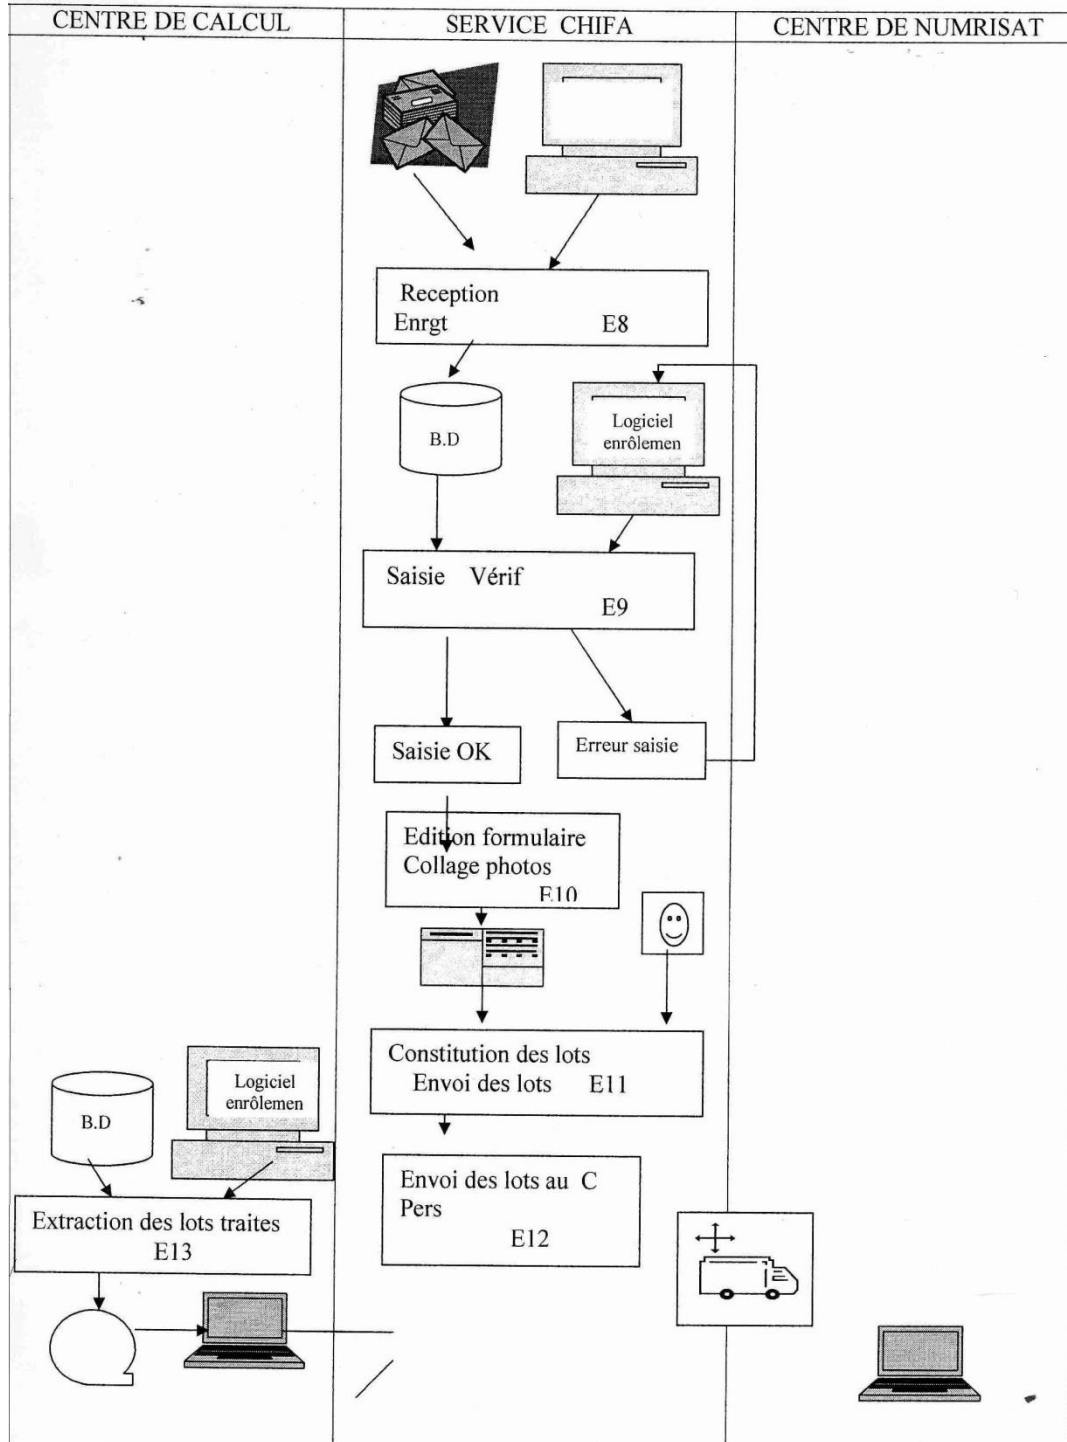 CENTRE DE CALCUL
SERVICE CHIFA
CENTRE DE NUMRISAT
Reception
Enrgt E8
B.D
Logiciel
enrôlemen
Saisie Vérif
E9
Saisie OK
Erreur saisie
Edition formulaire
Collage photos
E10
Constitution des lots
Envoi des lots E11
B.D
Logiciel
enrôlemen
Envoi des lots au C
Pers
E12
Extraction des lots traites
E13